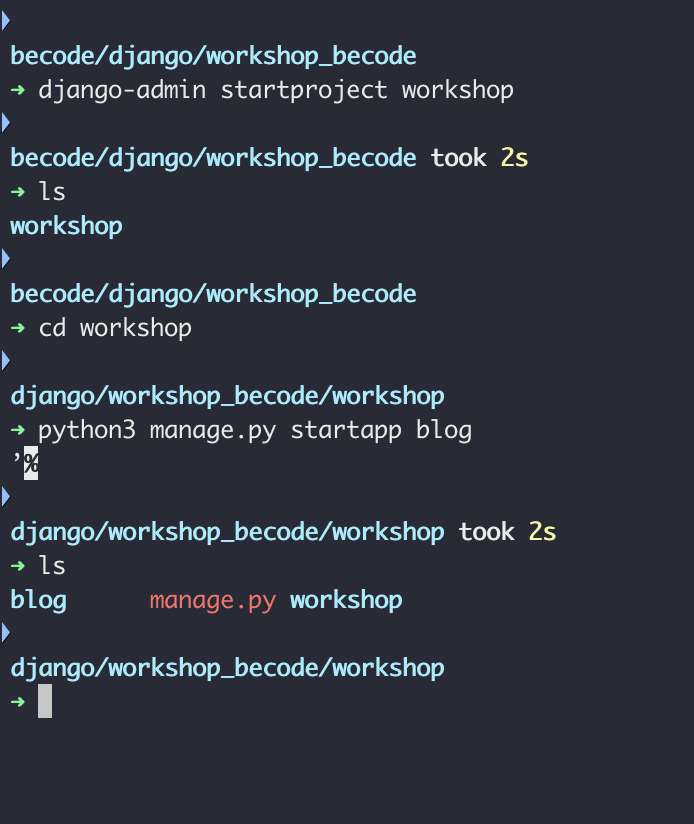 becode/django/workshop_becode
➜ django-admin startproject workshop
becode/django/workshop_becode took 2s
➜ ls
workshop
becode/django/workshop_becode
➜ cd workshop
django/workshop_becode/workshop
➜ python3 manage.py startapp blog
’%
django/workshop_becode/workshop took 2s
➜ ls
blog      manage.py workshop
django/workshop_becode/workshop
➜